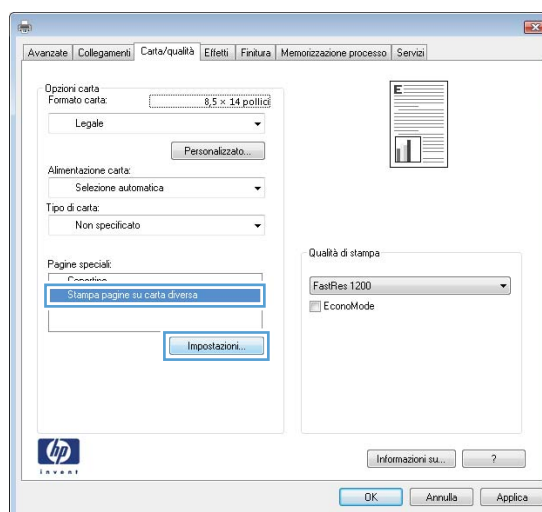 Avanzate Collegamenti Carta/qualità Effetti Finitura Memorizzazione processo Servizi
Opzioni carta
Formato carta: 8,5 × 14 pollici
Legale
Personalizzato...
Alimentazione carta:
Selezione automatica
Tipo di carta:
Non specificato
Pagine speciali:
Copertine
Stampa pagine su carta diversa
Impostazioni...
E
Qualità di stampa
FastRes 1200
EconoMode
hp
invent
Informazioni su... ?
OK Annulla Applica